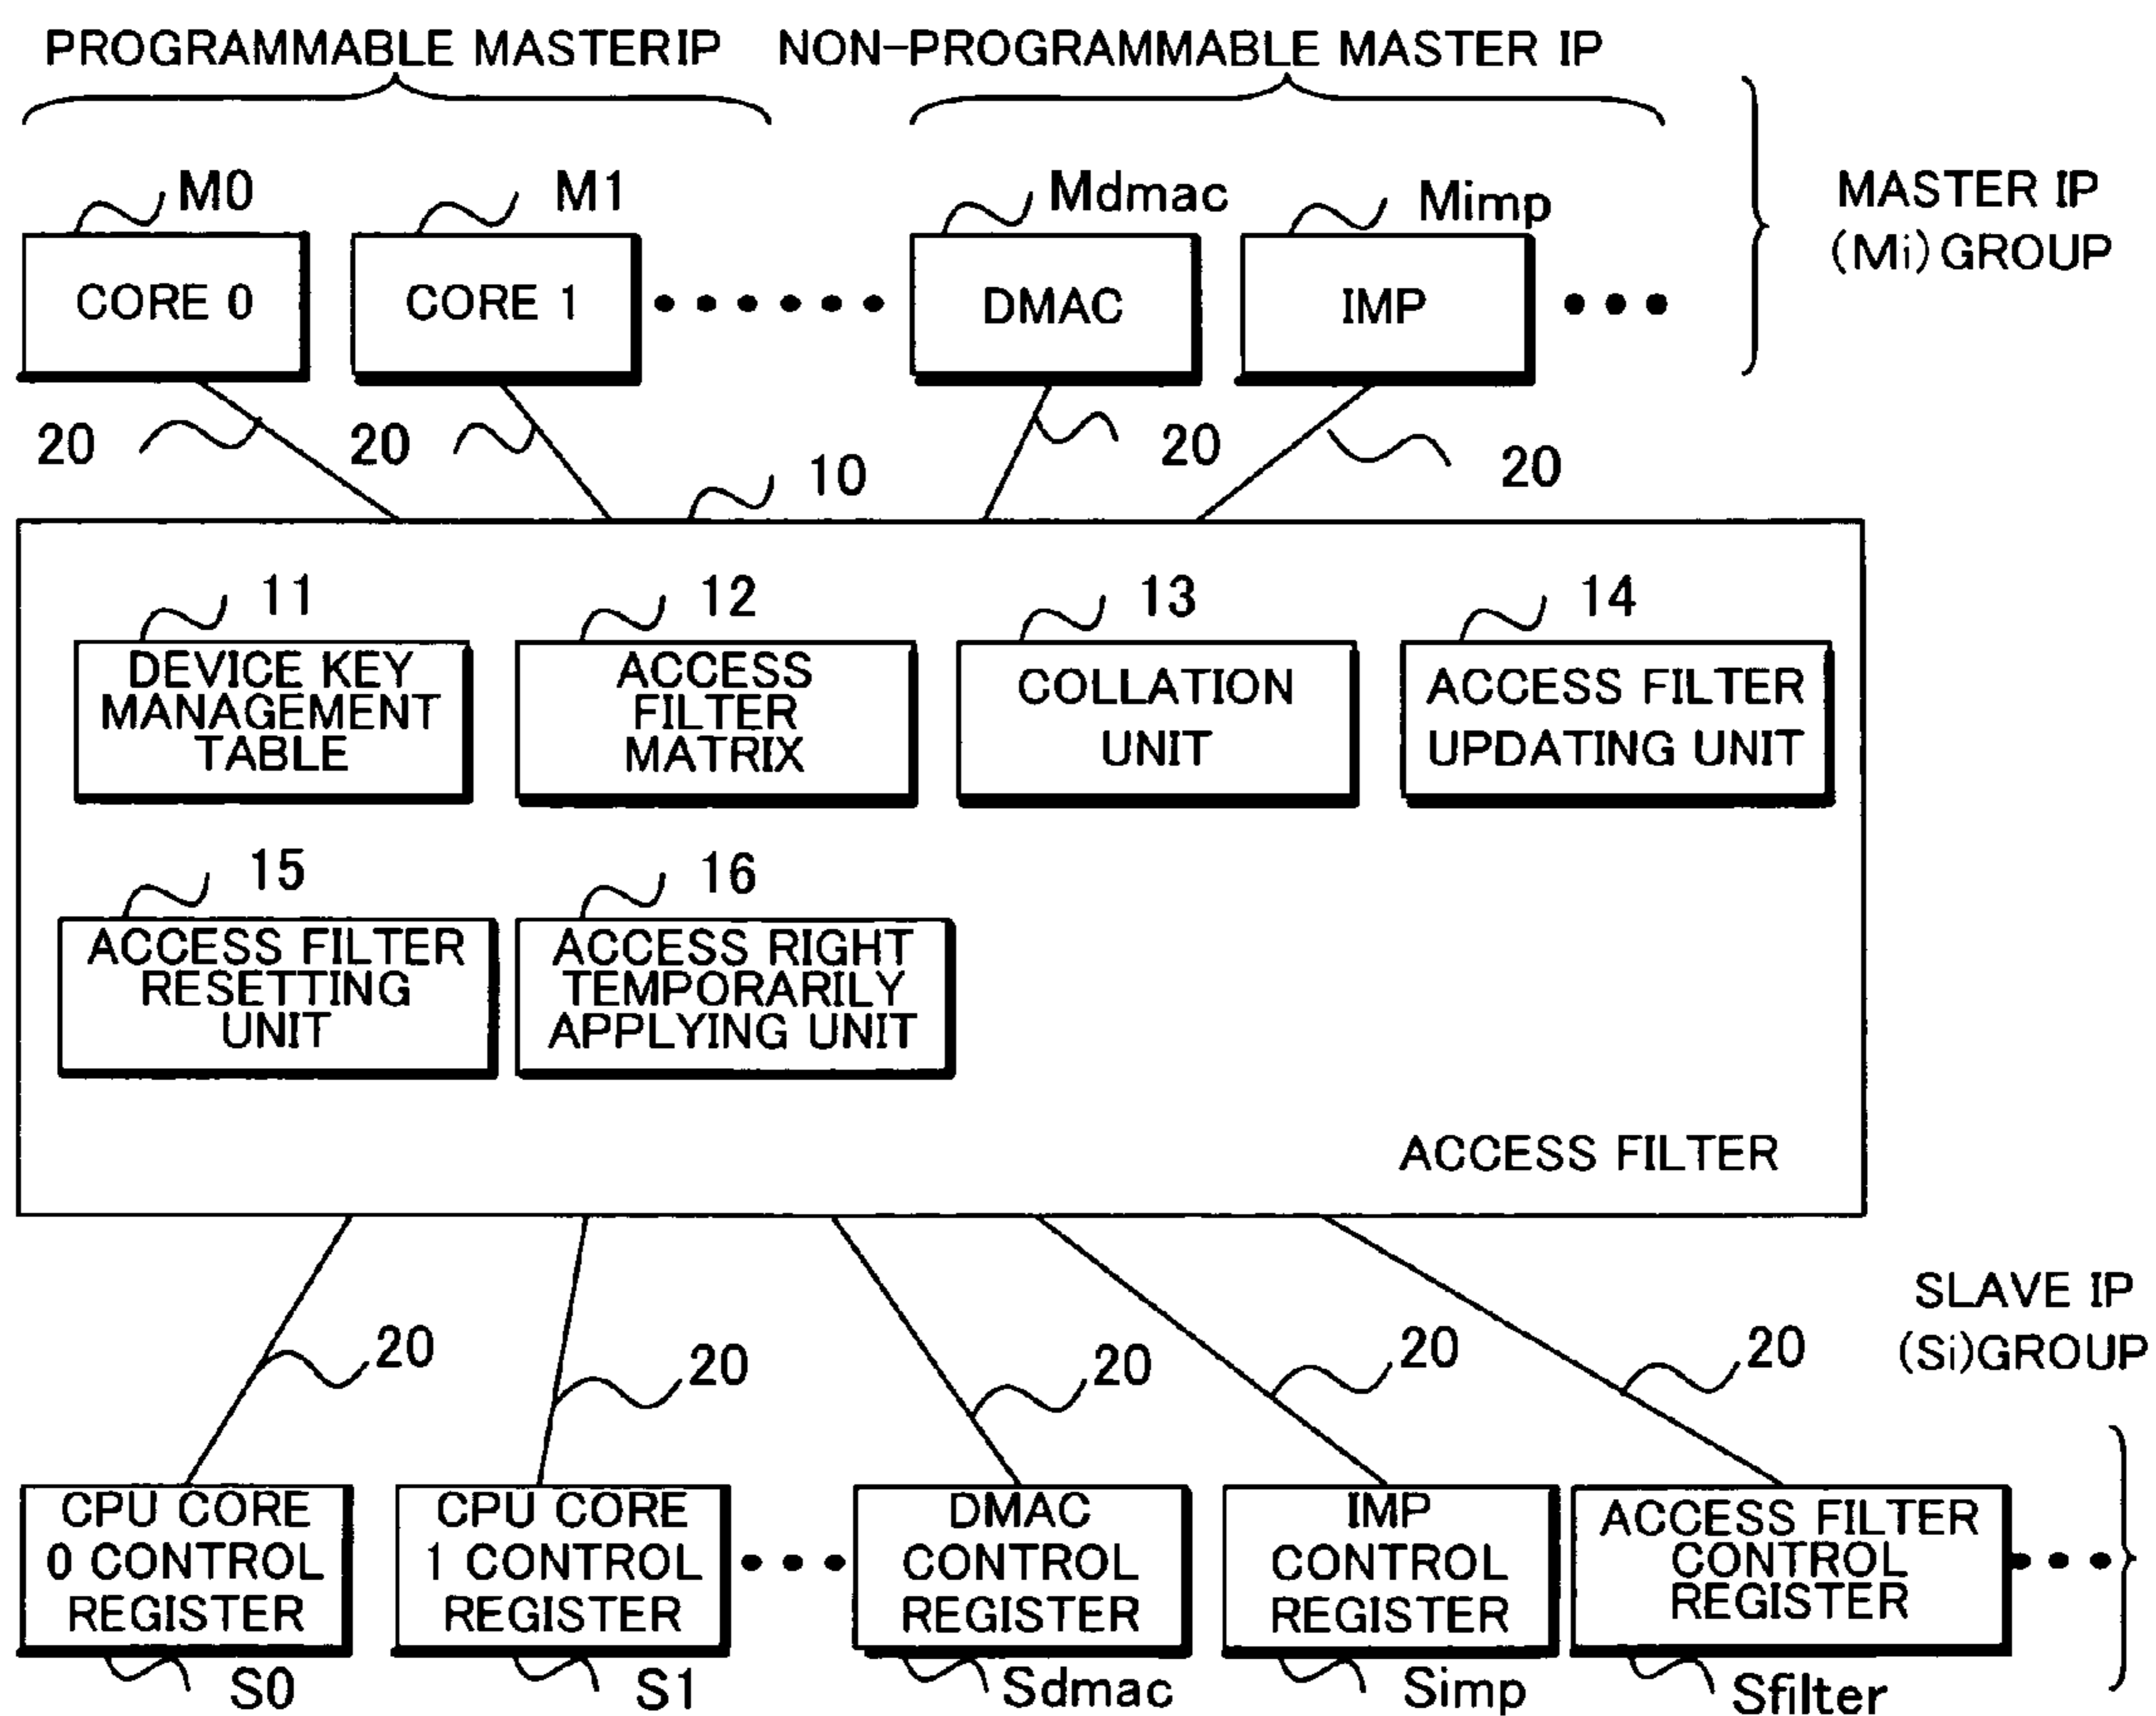 PROGRAMMABLE MASTERIP
NON-PROGRAMMABLE MASTER IP
M0
M1
Mdmac
Mimp
MASTER IP
(Mi) GROUP
CORE 0
CORE 1
DMAC
IMP
20
20
20
20
10
11
12
13
14
DEVICE KEY
MANAGEMENT
TABLE
ACCESS
FILTER
MATRIX
COLLATION
UNIT
ACCESS FILTER
UPDATING UNIT
15
16
ACCESS FILTER
RESETTING
UNIT
ACCESS RIGHT
TEMPORARILY
APPLYING UNIT
ACCESS FILTER
SLAVE IP
(Si)GROUP
20
20
20
20
20
CPU CORE
0 CONTROL
REGISTER
CPU CORE
1 CONTROL
REGISTER
DMAC
CONTROL
REGISTER
IMP
CONTROL
REGISTER
ACCESS FILTER
CONTROL
REGISTER
S0
S1
Sdmac
Simp
Sfilter